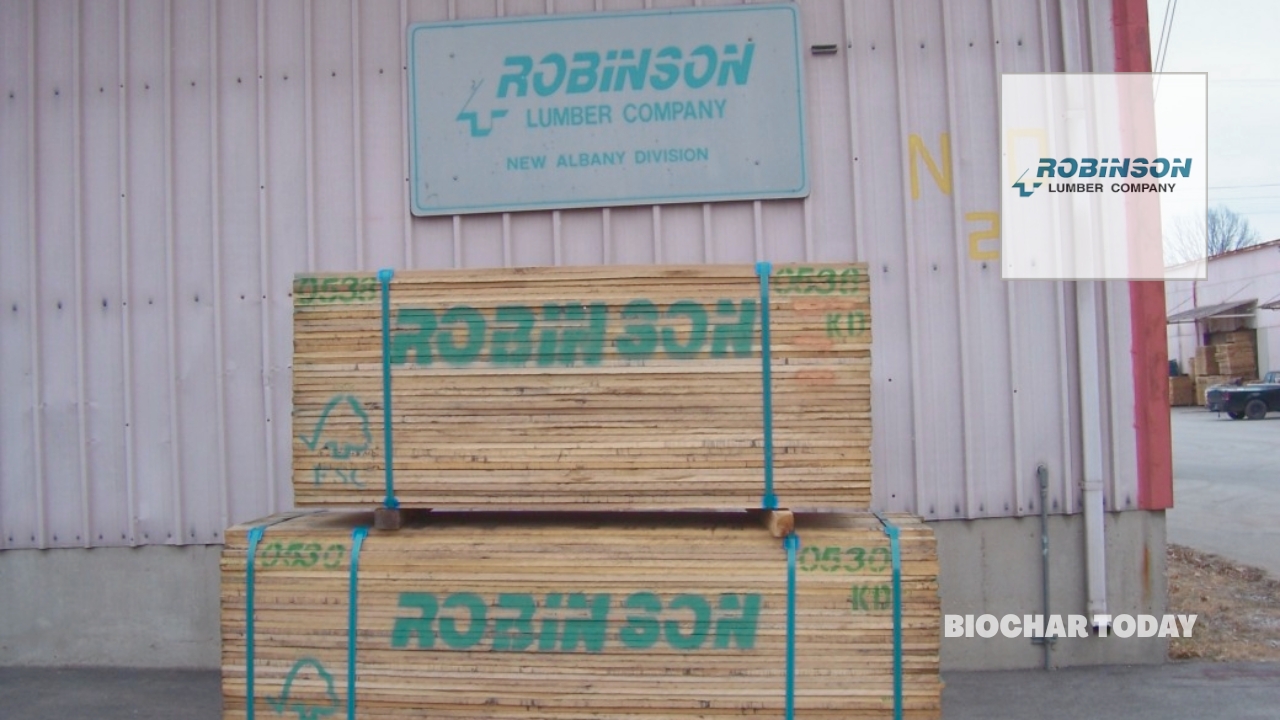 ROBINSON
LUMBER COMPANY
NEW ALBANY DIVISION
N
2
ROBINSON
LUMBER COMPANY
0530 0530
ROBINSON
KD
FSC
0530 0530
ROBINSON
KD
BIOCHAR TODAY